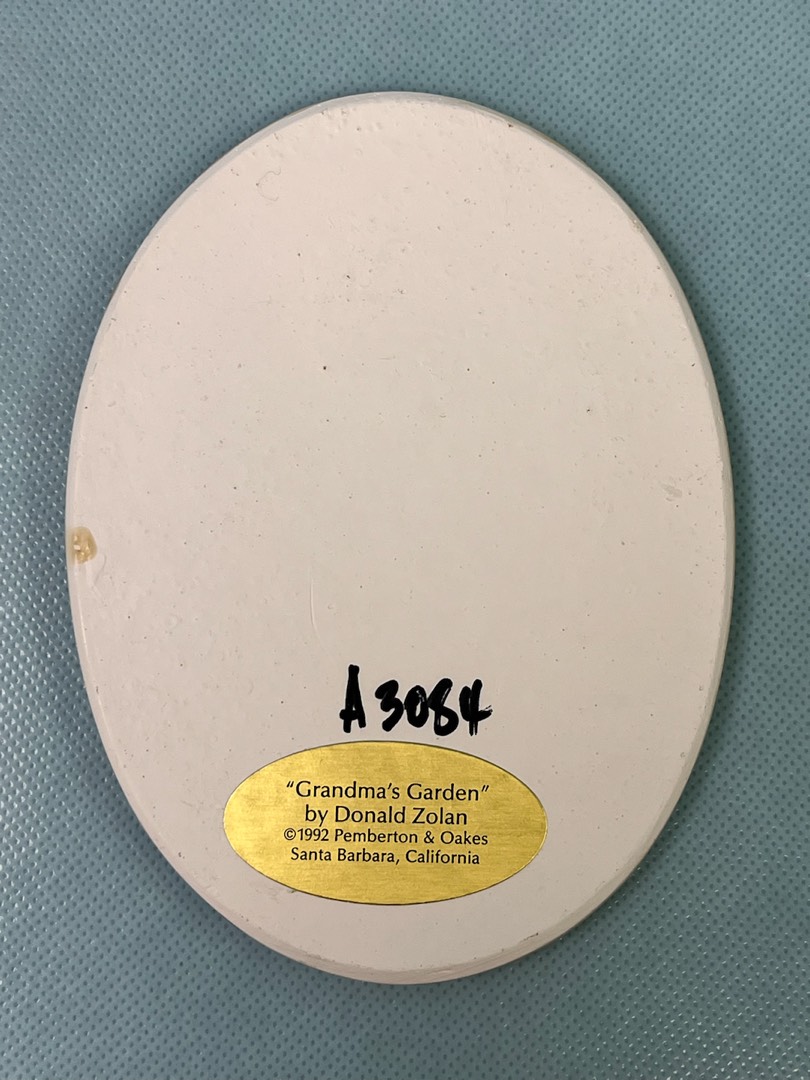 A3084
"Grandma's Garden"
by Donald Zolan
©1992 Pemberton & Oakes
Santa Barbara, California